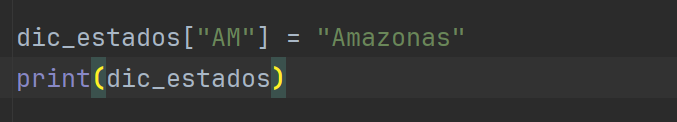 dic_estados["AM"] = "Amazonas"
print(dic_estados)